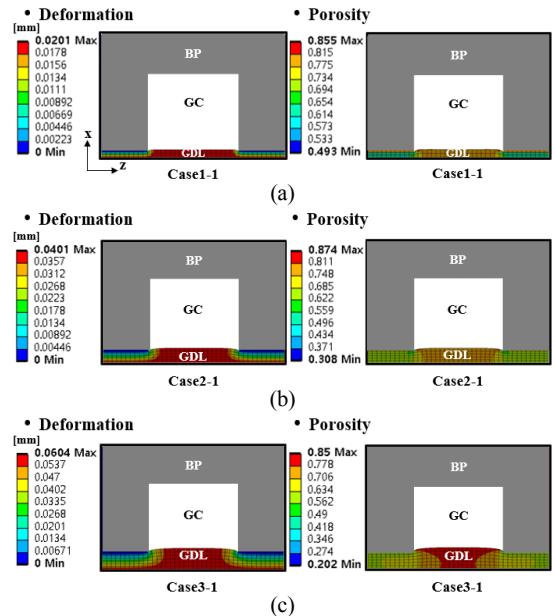 • Deformation
[mm]
0.0201 Max
0.0178
0.0156
0.0134
0.0111
0.00892
0.00669
0.00446
0.00223
0 Min
x
z
BP
GC
GDL
Case1-1
• Porosity
0.855 Max
0.815
0.775
0.734
0.694
0.654
0.614
0.573
0.533
0.493 Min
BP
GC
GDL
Case1-1
(a)
• Deformation
[mm]
0.0401 Max
0.0357
0.0312
0.0268
0.0223
0.0178
0.0134
0.00892
0.00446
0 Min
BP
GC
GDL
Case2-1
• Porosity
0.874 Max
0.811
0.748
0.685
0.622
0.559
0.496
0.434
0.371
0.308 Min
BP
GC
GDL
Case2-1
(b)
• Deformation
[mm]
0.0604 Max
0.0537
0.047
0.0402
0.0335
0.0268
0.0201
0.0134
0.00671
0 Min
BP
GC
GDL
Case3-1
• Porosity
0.85 Max
0.778
0.706
0.634
0.562
0.49
0.418
0.346
0.274
0.202 Min
BP
GC
GDL
Case3-1
(c)